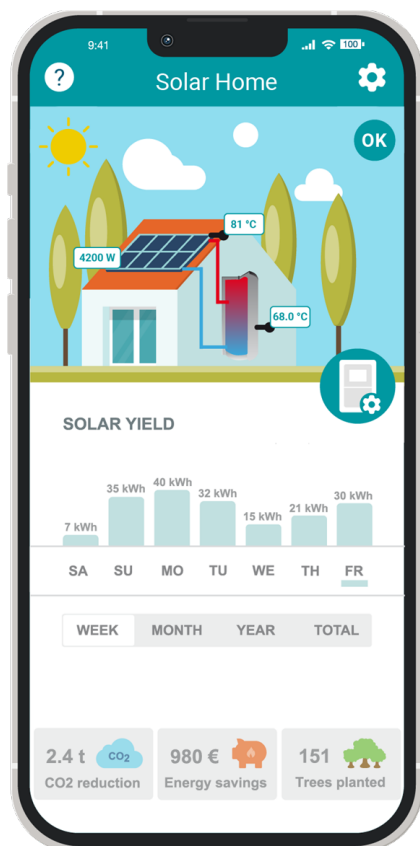 9:41
100
?
Solar Home
OK
81 °C
4200 W
68.0 °C
SOLAR YIELD
7 kWh
35 kWh
40 kWh
32 kWh
15 kWh
21 kWh
30 kWh
SA SU MO TU WE TH FR
WEEK MONTH YEAR TOTAL
2.4 t CO2
CO2 reduction
980 €
Energy savings
151
Trees planted